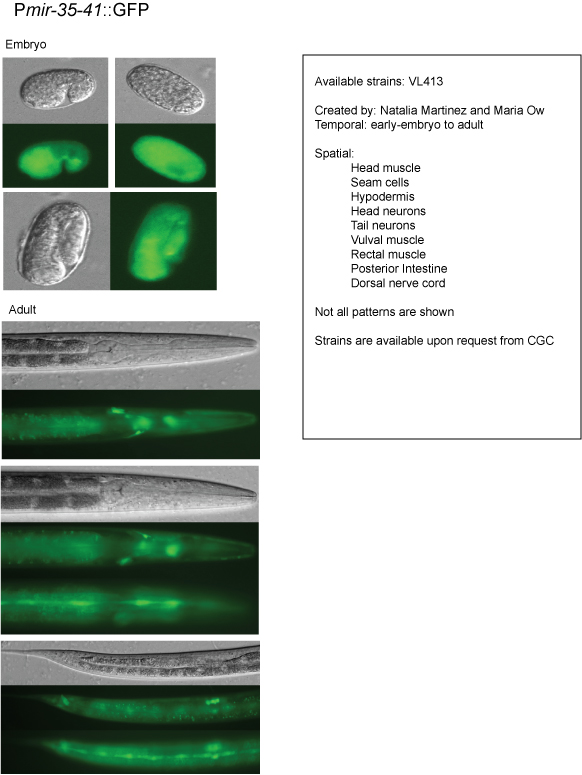 Pmir-35-41::GFP
Embryo
Adult
Available strains: VL413
Created by: Natalia Martinez and Maria Ow
Temporal: early-embryo to adult
Spatial:
Head muscle
Seam cells
Hypodermis
Head neurons
Tail neurons
Vulval muscle
Rectal muscle
Posterior Intestine
Dorsal nerve cord
Not all patterns are shown
Strains are available upon request from CGC